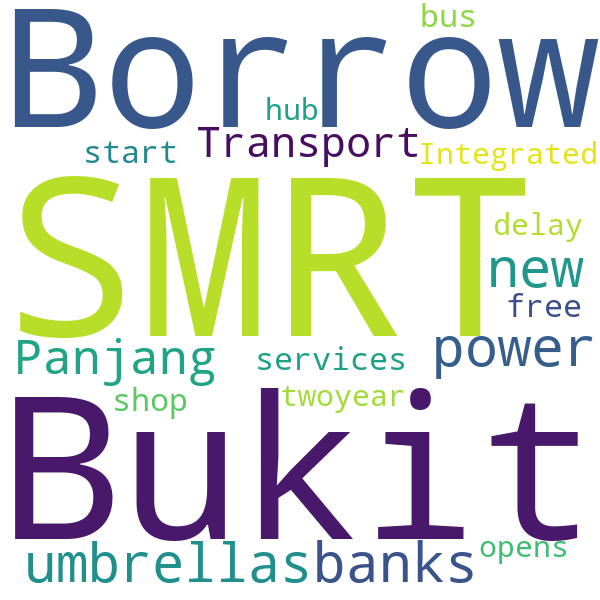 bus
Borrow
hub
Transport
start
Integrated
SMRT
delay
new
free
Panjang
services
power
shop
twoyear
Bukit
umbrellas
banks
opens